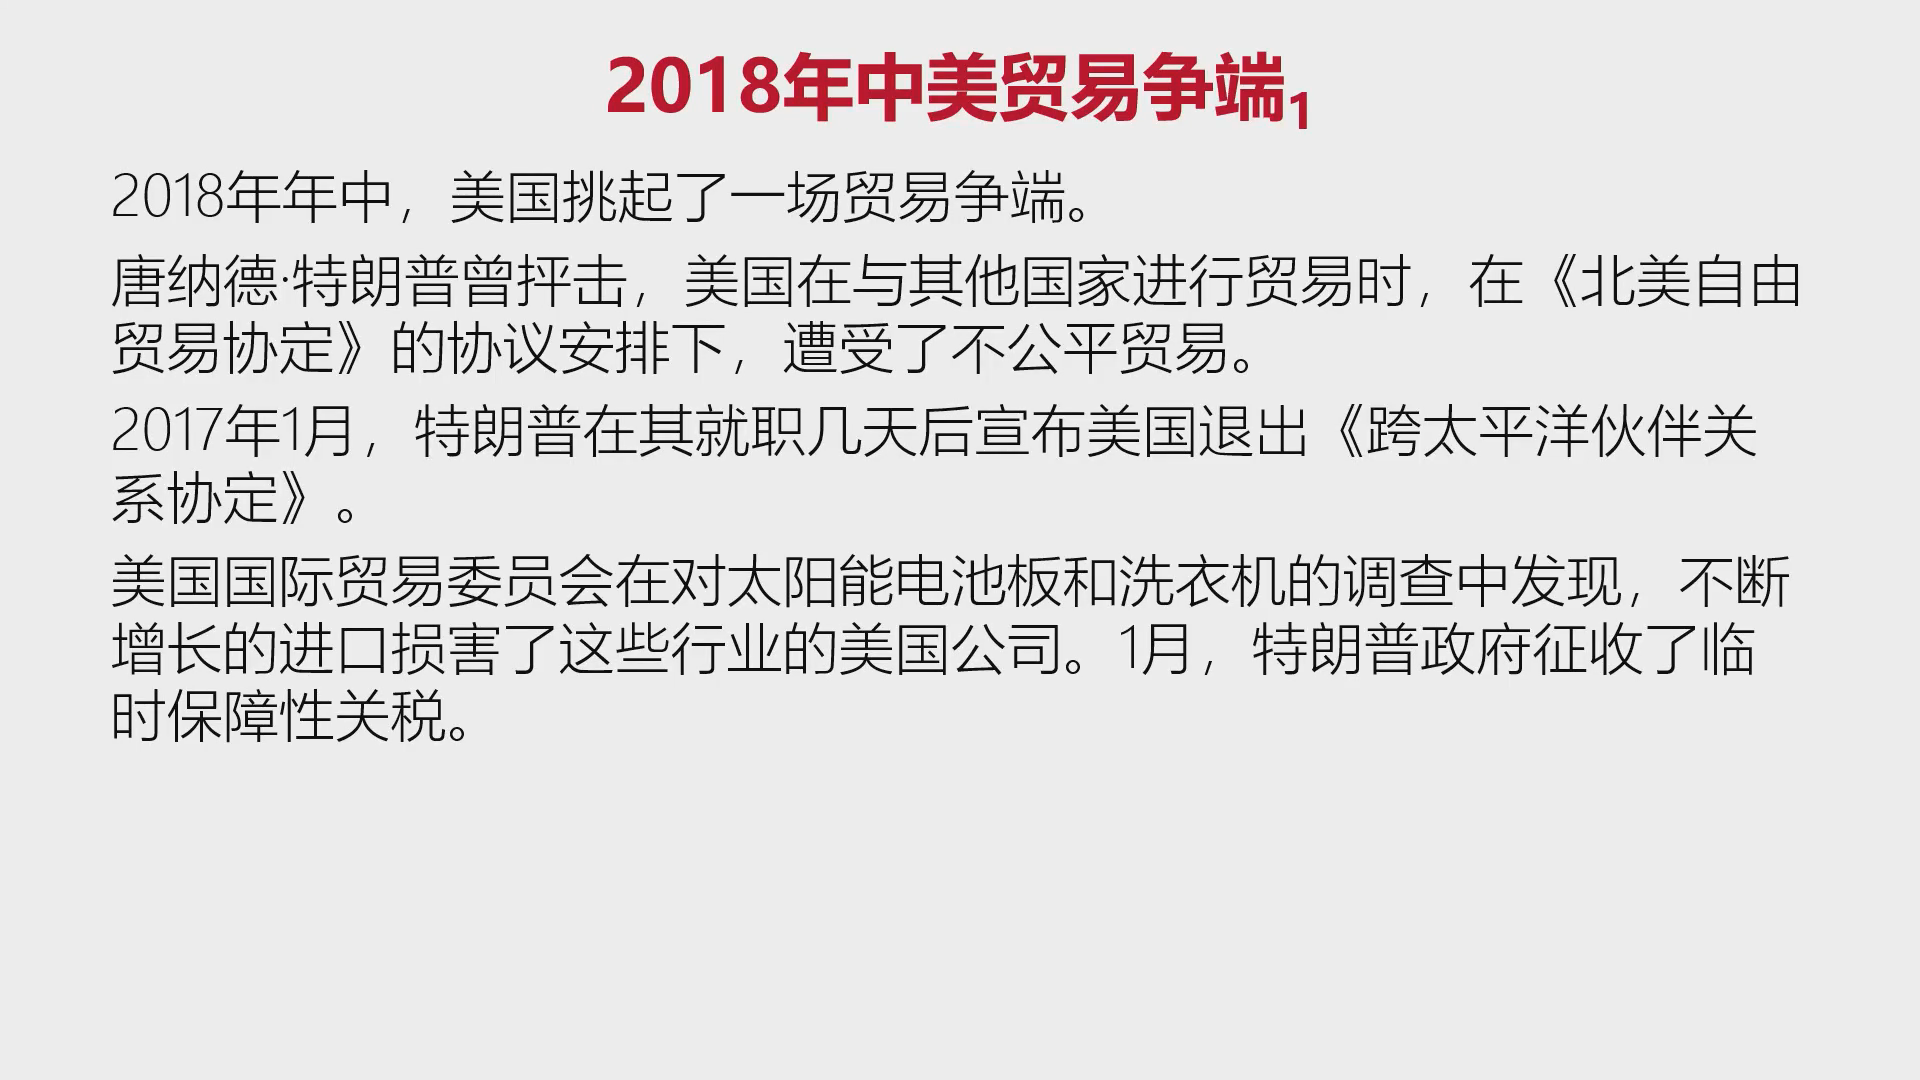 2018年中美贸易争端1
2018年年中，美国挑起了一场贸易争端。
唐纳德·特朗普曾抨击，美国在与其他国家进行贸易时，在《北美自由
贸易协定》的协议安排下，遭受了不公平贸易。
2017年1月，特朗普在其就职几天后宣布美国退出《跨太平洋伙伴关
系协定》。
美国国际贸易委员会在对太阳能电池板和洗衣机的调查中发现，不断
增长的进口损害了这些行业的美国公司。1月，特朗普政府征收了临
时保障性关税。